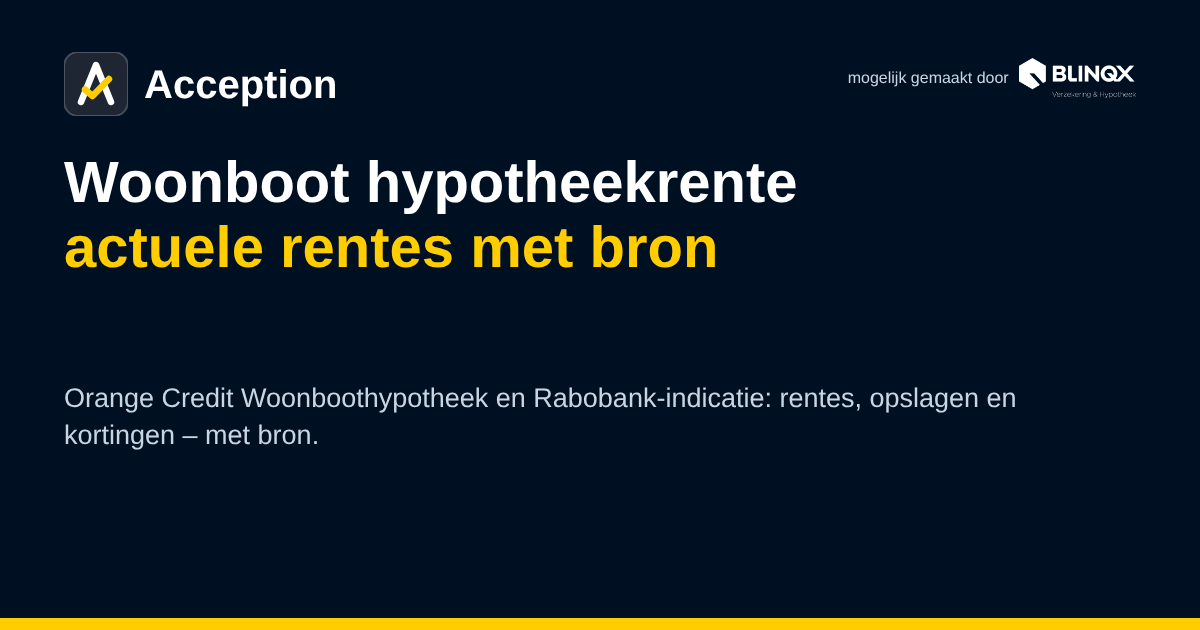 Acception
mogelijk gemaakt door
BLINQX
Verzekering & Hypotheek
Woonboot hypotheekrente
actuele rentes met bron
Orange Credit Woonboothypotheek en Rabobank-indicatie: rentes, opslagen en
kortingen – met bron.